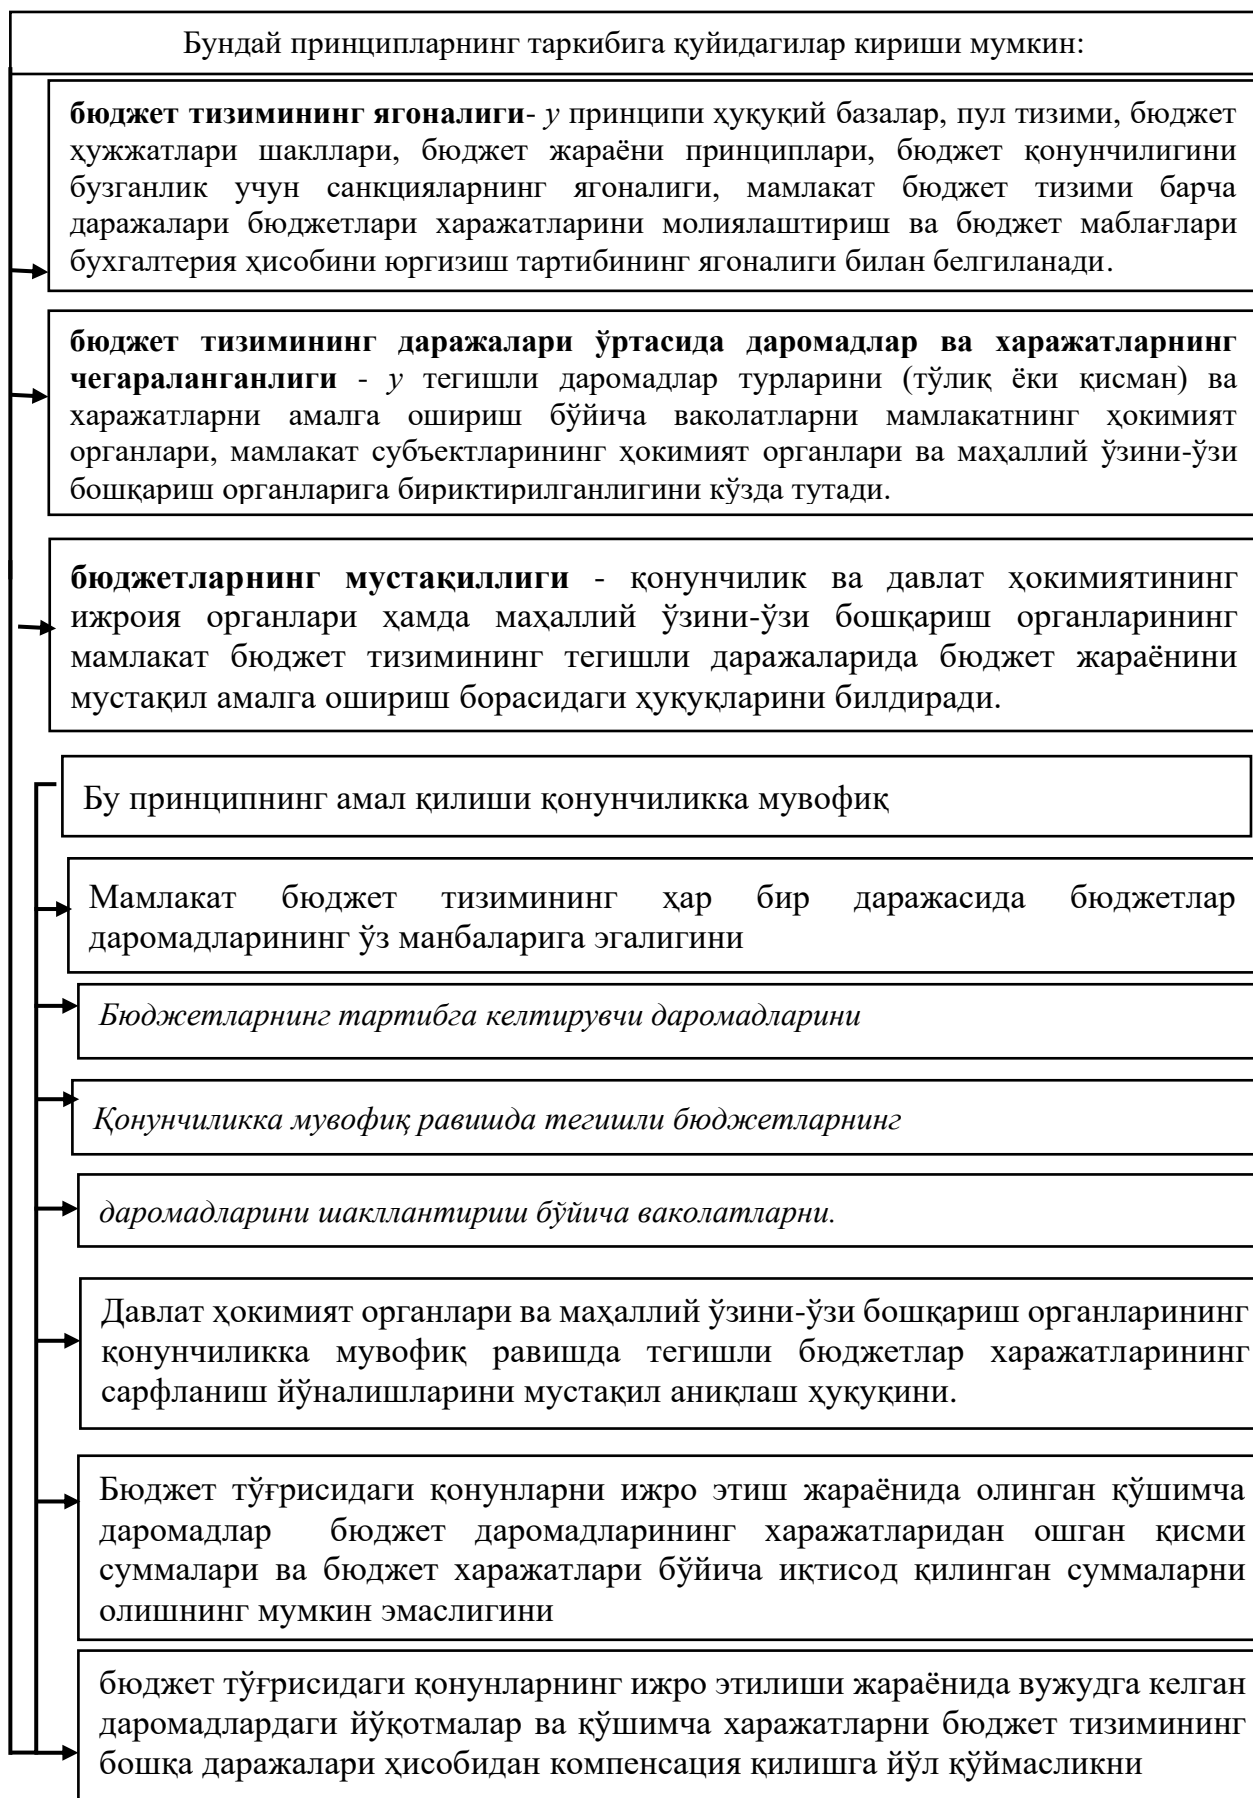 Бундай принципларнинг таркибига қуйидагилар кириши мумкин:
бюджет тизимининг ягоналиги- у принципи ҳуқуқий базалар, пул тизими, бюджет
ҳужжатлари шакллари, бюджет жараёни принциплари, бюджет қонунчилигини
бузганлик учун санкцияларнинг ягоналиги, мамлакат бюджет тизими барча
даражалари бюджетлари харажатларини молиялаштириш ва бюджет маблағлари
бухгалтерия ҳисобини юргизиш тартибининг ягоналиги билан белгиланади.
бюджет тизимининг даражалари ўртасида даромадлар ва харажатларнинг
чегараланганлиги - у тегишли даромадлар турларини (тўлиқ ёки қисман) ва
харажатларни амалга ошириш бўйича ваколатларни мамлакатнинг ҳокимият
органлари, мамлакат субъектларининг ҳокимият органлари ва маҳаллий ўзини-ўзи
бошқариш органларига бириктирилганлигини кўзда тутади.
бюджетларнинг мустақиллиги - қонунчилик ва давлат ҳокимиятининг
ижроия органлари ҳамда маҳаллий ўзини-ўзи бошқариш органларининг
мамлакат бюджет тизимининг тегишли даражаларида бюджет жараёнини
мустақил амалга ошириш борасидаги ҳуқуқларини билдиради.
Бу принципнинг амал қилиши қонунчиликка мувофиқ
Мамлакат бюджет тизимининг ҳар бир даражасида бюджетлар
даромадларининг ўз манбаларига эгалигини
Бюджетларнинг тартибга келтирувчи даромадларини
Қонунчиликка мувофиқ равишда тегишли бюджетларнинг
даромадларини шакллантириш бўйича ваколатларни.
Давлат ҳокимият органлари ва маҳаллий ўзини-ўзи бошқариш органларининг
қонунчиликка мувофиқ равишда тегишли бюджетлар харажатларининг
сарфланиш йўналишларини мустақил аниқлаш ҳуқуқини.
Бюджет тўғрисидаги қонунларни ижро этиш жараёнида олинган қўшимча
даромадлар бюджет даромадларининг харажатларидан ошган қисми
суммалари ва бюджет харажатлари бўйича иқтисод қилинган суммаларни
олишнинг мумкин эмаслигини
бюджет тўғрисидаги қонунларнинг ижро этилиши жараёнида вужудга келган
даромадлардаги йўқотмалар ва қўшимча харажатларни бюджет тизимининг
бошқа даражалари ҳисобидан компенсация қилишга йўл қўймасликни